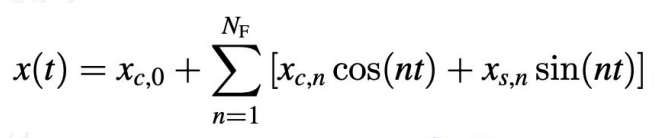 x(t) = x_{c,0} + \sum_{n=1}^{N_F} [x_{c,n} cos(nt) + x_{s,n} sin(nt)]